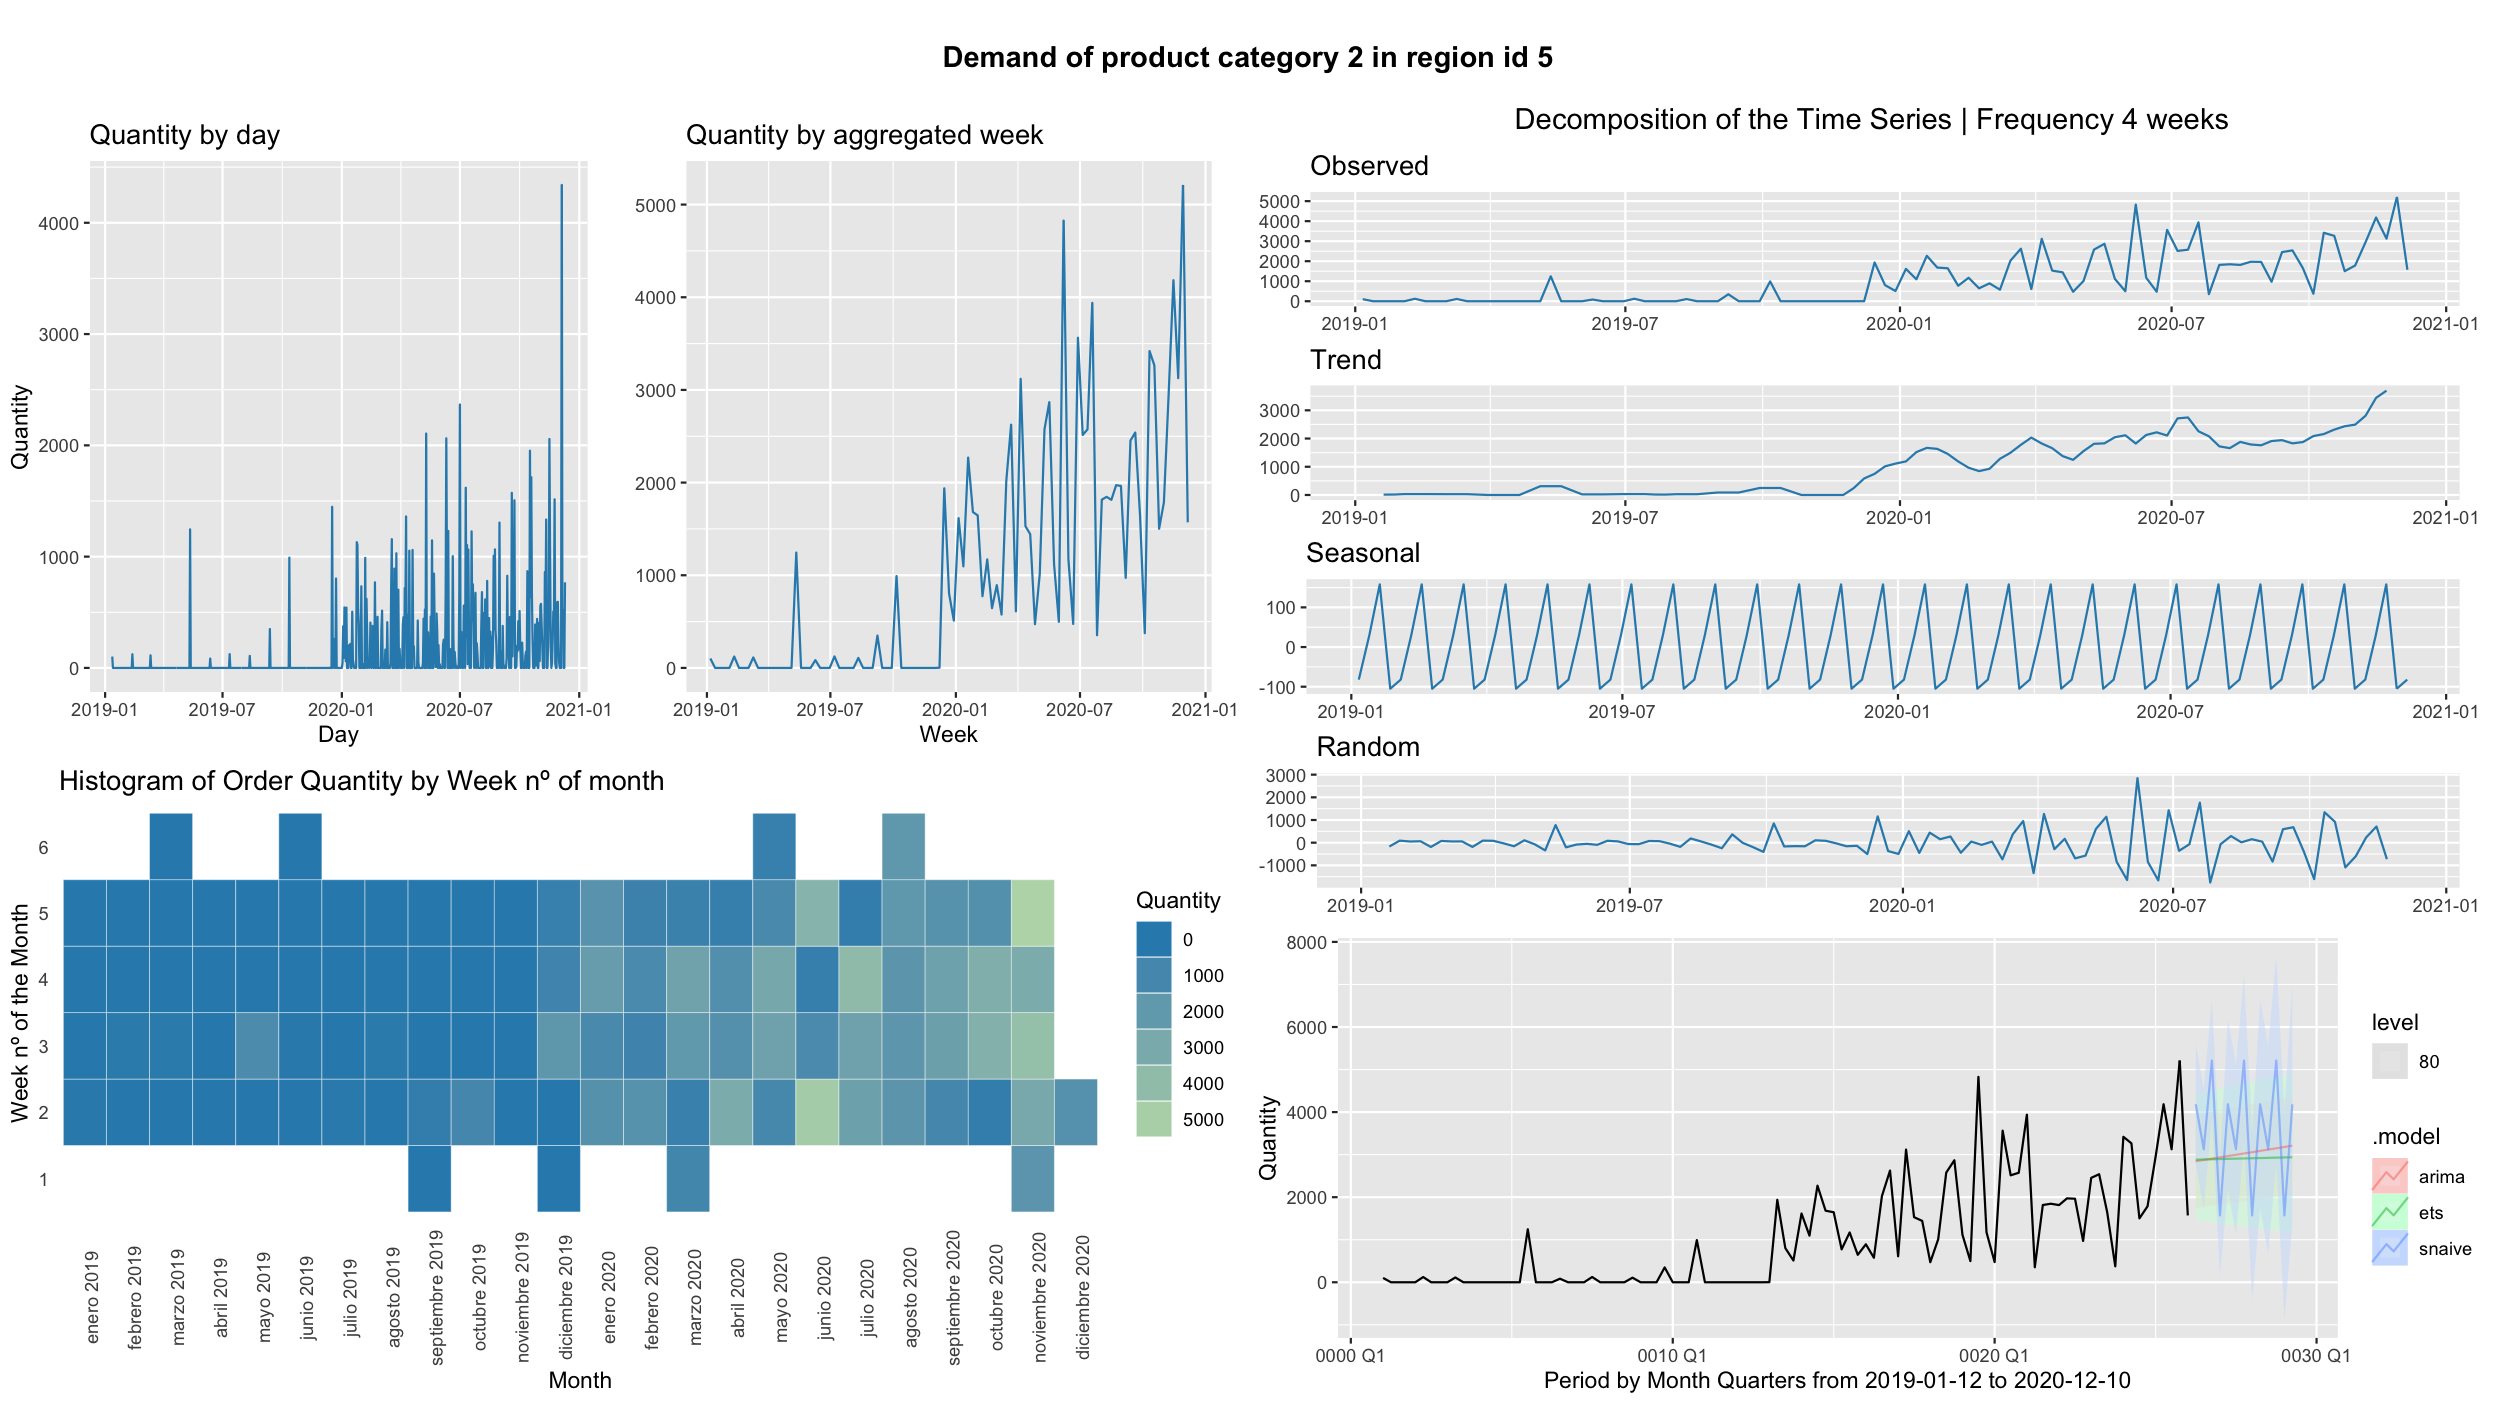 Demand of product category 2 in region id 5
Quantity by day
Quantity
4000
3000
2000
1000
0
2019-01 2019-07 2020-01 2020-07 2021-01
Day
Quantity by aggregated week
5000
4000
3000
2000
1000
0
2019-01 2019-07 2020-01 2020-07 2021-01
Week
Decomposition of the Time Series | Frequency 4 weeks
Observed
5000
4000
3000
2000
1000
0
2019-01 2019-07 2020-01 2020-07 2021-01
Trend
3000
2000
1000
0
2019-01 2019-07 2020-01 2020-07 2021-01
Seasonal
100
0
-100
2019-01 2019-07 2020-01 2020-07 2021-01
Random
3000
2000
1000
0
-1000
2019-01 2019-07 2020-01 2020-07 2021-01
Histogram of Order Quantity by Week nº of month
Week nº of the Month
6
5
4
3
2
1
enero 2019
febrero 2019
marzo 2019
abril 2019
mayo 2019
junio 2019
julio 2019
agosto 2019
septiembre 2019
octubre 2019
noviembre 2019
diciembre 2019
enero 2020
febrero 2020
marzo 2020
abril 2020
mayo 2020
junio 2020
julio 2020
agosto 2020
septiembre 2020
octubre 2020
noviembre 2020
diciembre 2020
Month
Quantity
0
1000
2000
3000
4000
5000
Quantity
8000
6000
4000
2000
0
0000 Q1 0010 Q1 0020 Q1 0030 Q1
Period by Month Quarters from 2019-01-12 to 2020-12-10
level
80
.model
arima
ets
snaive